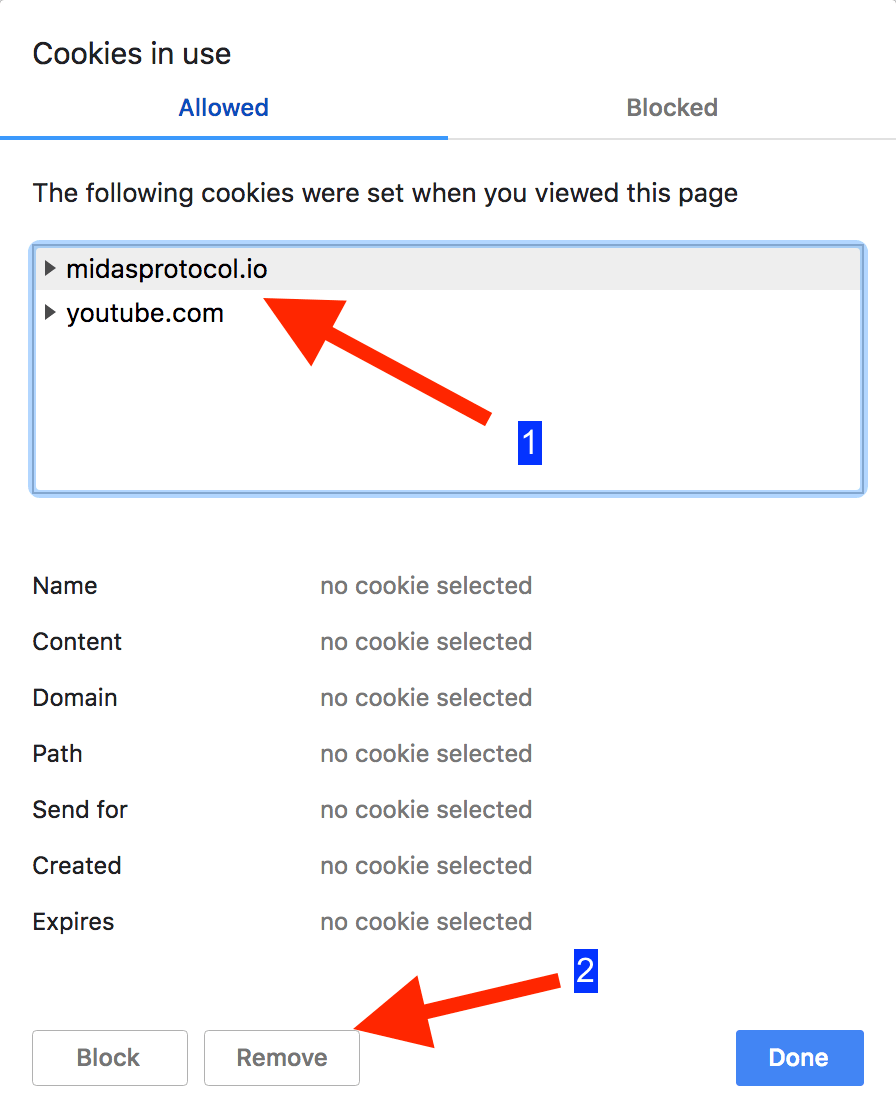 Cookies in use
Allowed Blocked
The following cookies were set when you viewed this page
midasprotocol.io
youtube.com
1
Name no cookie selected
Content no cookie selected
Domain no cookie selected
Path no cookie selected
Send for no cookie selected
Created no cookie selected
Expires no cookie selected
2
Block Remove Done